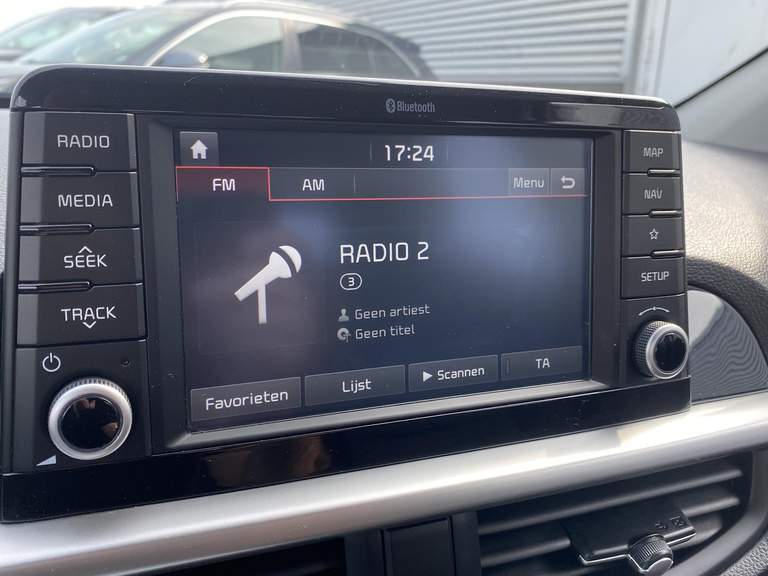 Bluetooth
RADIO
MEDIA
SEEK
TRACK
17:24
FM AM Menu
RADIO 2
3
Geen artiest
Geen titel
Favorieten Lijst Scannen TA
MAP
NAV
SETUP